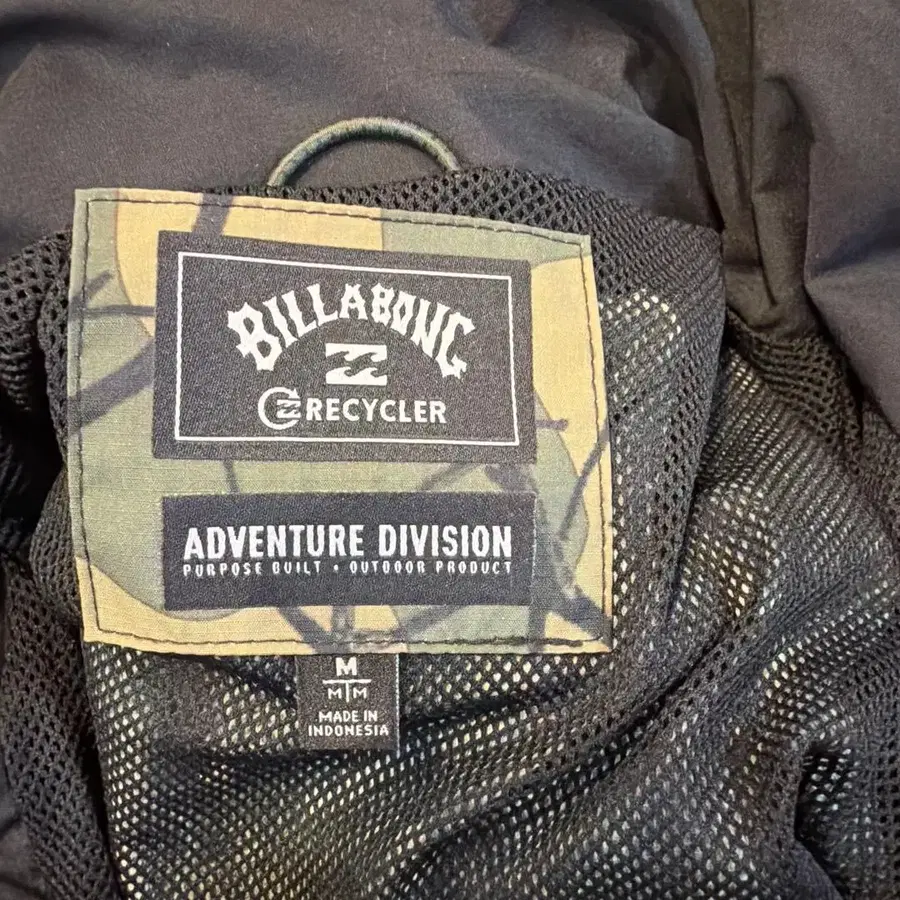 BILLABONG
RECYCLER
ADVENTURE DIVISION
PURPOSE BUILT • OUTDOOR PRODUCT
M
M M
MADE IN
INDONESIA